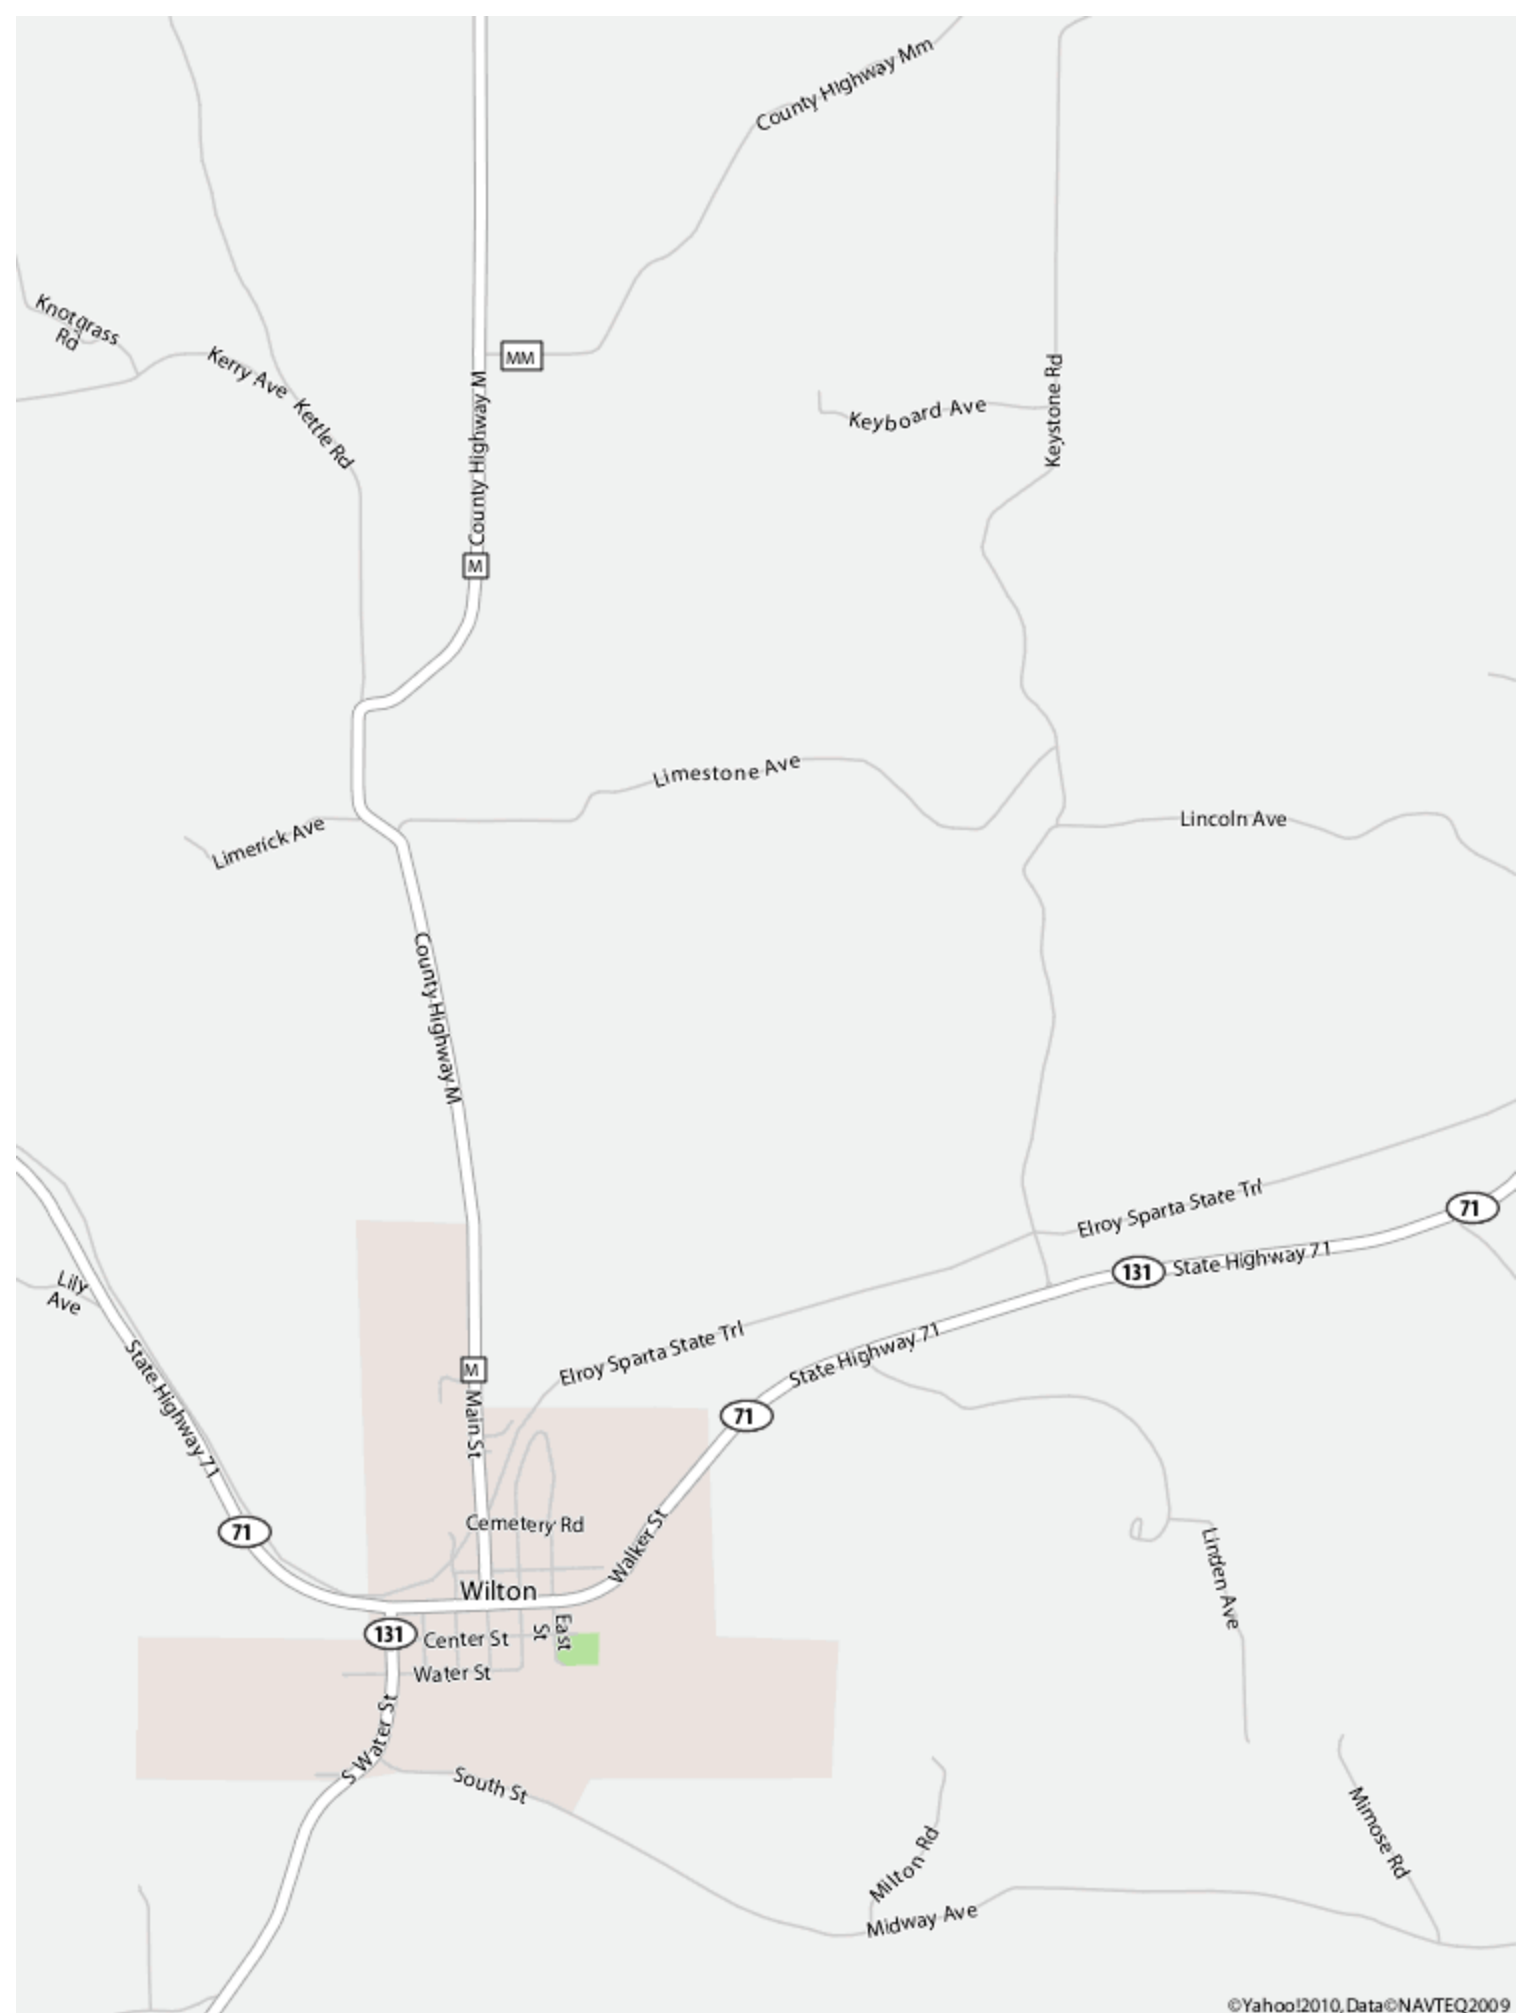 County Highway Mm
Knotgrass
Rd
Kerry Ave
Kettle Rd
MM
County Highway M
Keyboard Ave
Keystone Rd
M
Limestone Ave
Limerick Ave
Lincoln Ave
County Highway M
Elroy Sparta State Trl
71
131
State Highway 71
Lily
Ave
State Highway 71
Elroy Sparta State Trl
State Highway 71
M
Main St
71
71
Cemetery Rd
Walker St
Linden Ave
Wilton
131
Center St
East
St
Water St
S Water St
South St
Milton Rd
Mimose Rd
Midway Ave
©Yahoo!2010, Data©NAVTEQ2009